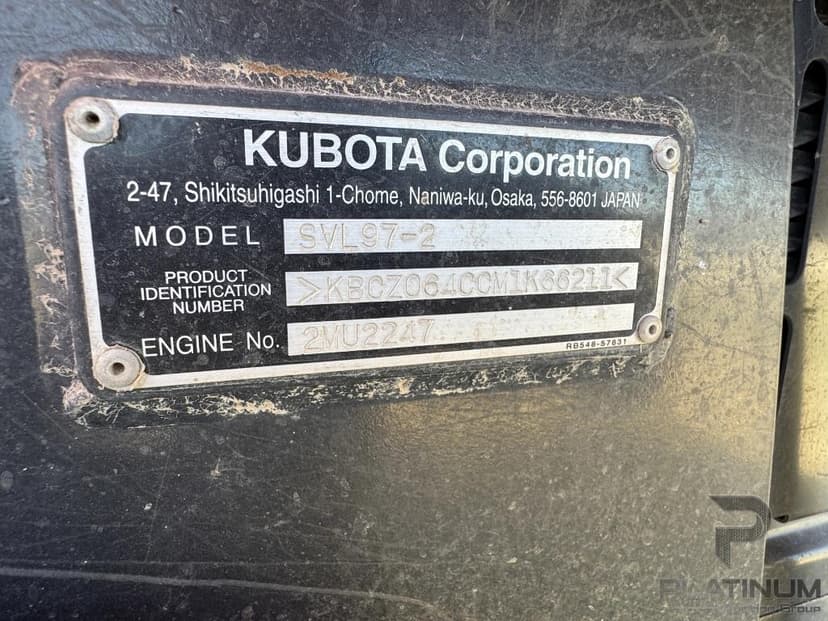 KUBOTA Corporation
2-47, Shikitsuhigashi 1-Chome, Naniwa-ku, Osaka, 556-8601 JAPAN
MODEL SVL97-2
PRODUCT
IDENTIFICATION
NUMBER
>KBCZ064CCM1K66211<
ENGINE No. 2MU2247
RB548-57831
PLATINUM
Group